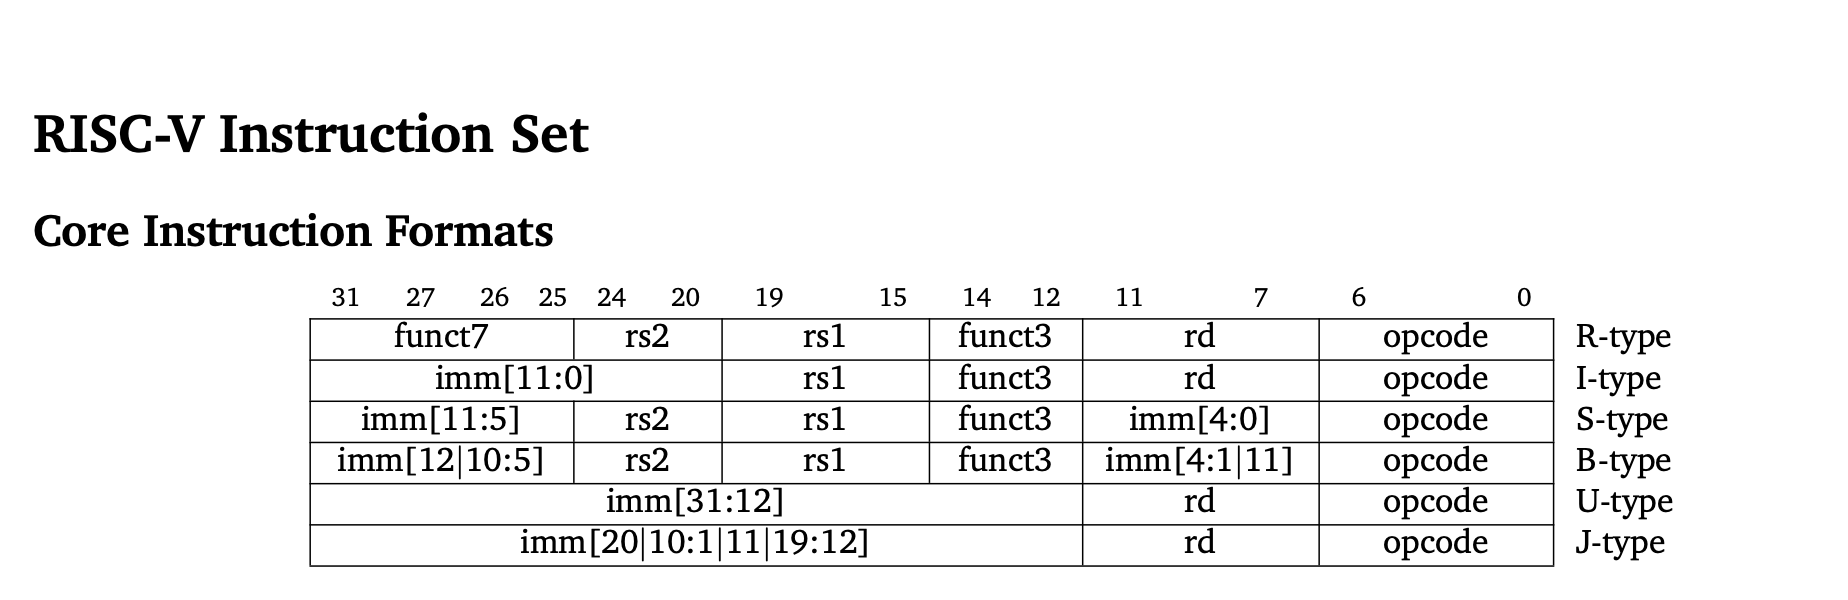 RISC-V Instruction Set
Core Instruction Formats
31 27 26 25 24 20 19 15 14 12 11 7 6 0
funct7 rs2 rs1 funct3 rd opcode R-type
imm[11:0] rs1 funct3 rd opcode I-type
imm[11:5] rs2 rs1 funct3 imm[4:0] opcode S-type
imm[12|10:5] rs2 rs1 funct3 imm[4:1|11] opcode B-type
imm[31:12] rd opcode U-type
imm[20|10:1|11|19:12] rd opcode J-type